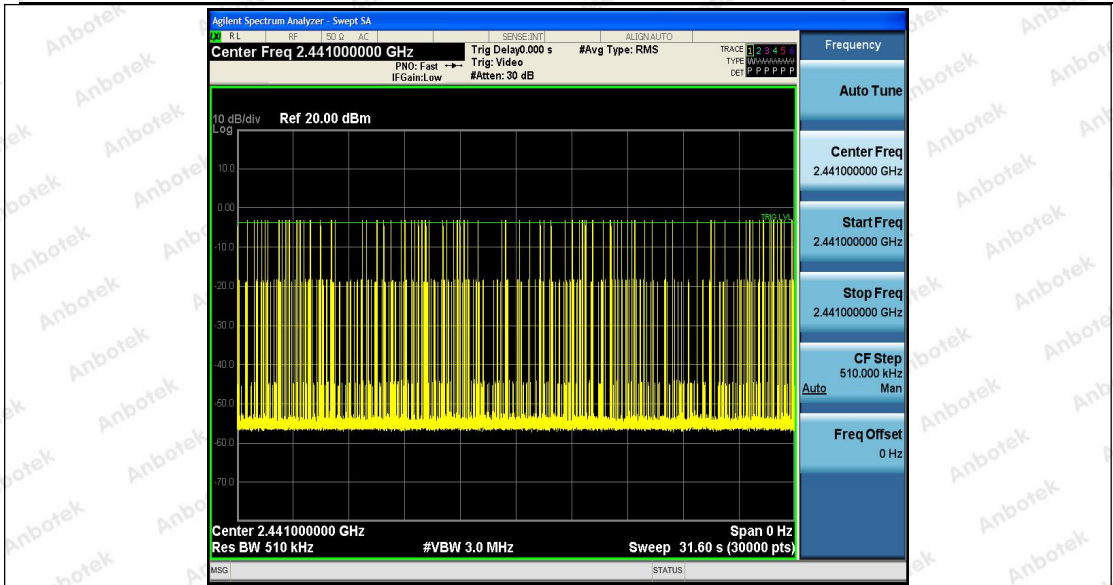 Agilent Spectrum Analyzer - Swept SA
RL RF 50 Ω AC SENSE:INT ALIGN AUTO
Center Freq 2.441000000 GHz
PNO: Fast
IFGain:Low
Trig Delay0.000 s
Trig: Video
#Atten: 30 dB
#Avg Type: RMS
TRACE 1 2 3 4 5 6
TYPE
DET P P P P P P
10 dB/div Ref 20.00 dBm
Log
10.0
0.00
TRIG LVL
-10.0
-20.0
-30.0
-40.0
-50.0
-60.0
-70.0
Center 2.441000000 GHz Span 0 Hz
Res BW 510 kHz #VBW 3.0 MHz Sweep 31.60 s (30000 pts)
MSG STATUS
Frequency
Auto Tune
Center Freq
2.441000000 GHz
Start Freq
2.441000000 GHz
Stop Freq
2.441000000 GHz
CF Step
510.000 kHz
Auto Man
Freq Offset
0 Hz
Anbotek